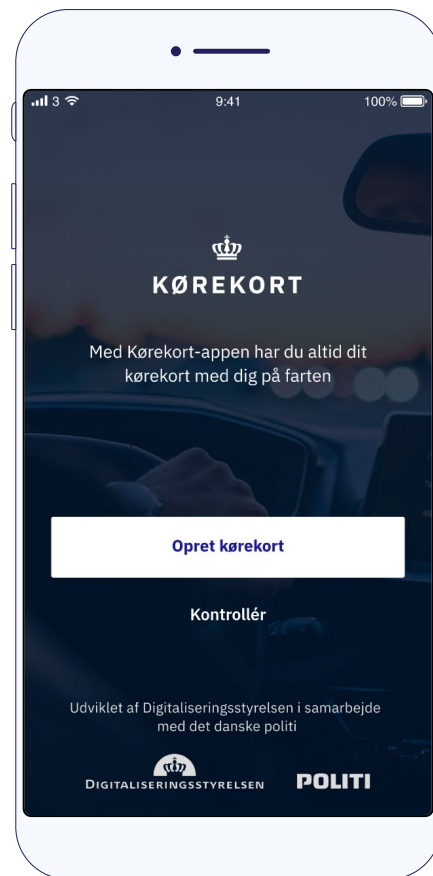 3 9:41 100%
KØREKORT
Med Kørekort-appen har du altid dit
kørekort med dig på farten
Opret kørekort
Kontrollér
Udviklet af Digitaliseringsstyrelsen i samarbejde
med det danske politi
DIGITALISERINGSSTYRELSEN POLITI